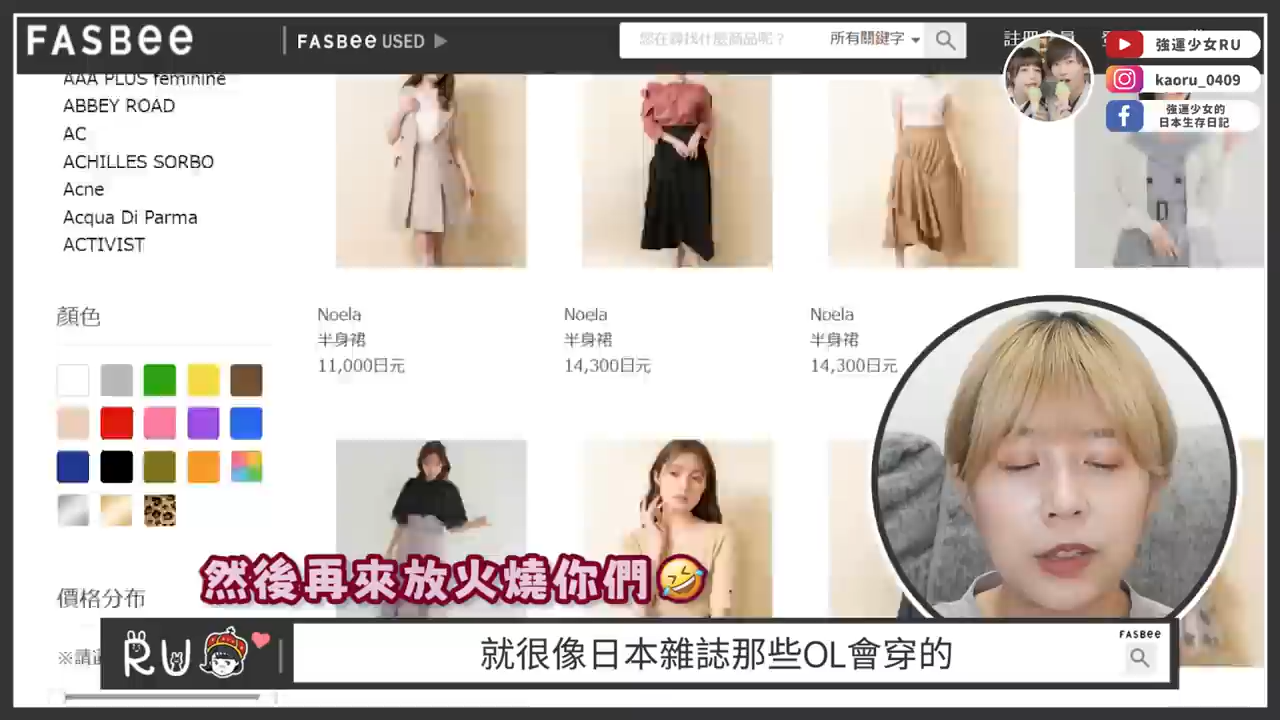 FASBee
FASBee USED
您在尋找什麼商品呢？
所有關鍵字
強運少女RU
kaoru_0409
強運少女的
日本生存日記
AAA PLUS feminine
ABBEY ROAD
AC
ACHILLES SORBO
Acne
Acqua Di Parma
ACTIVIST
顏色
Noela
半身裙
11,000日元
Noela
半身裙
14,300日元
Noela
半身裙
14,300日元
然後再來放火燒你們
價格分布
RU
就很像日本雜誌那些OL會穿的
FASBee